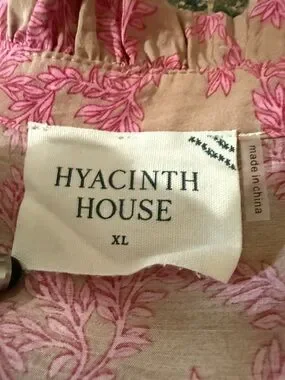 HYACINTH
HOUSE
XL
made in china